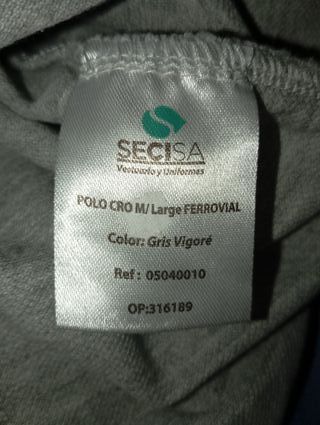 SECISA
Vestuario y Uniformes
POLO CRO M/ Large FERROVIAL
Color: Gris Vigoré
Ref : 05040010
OP:316189